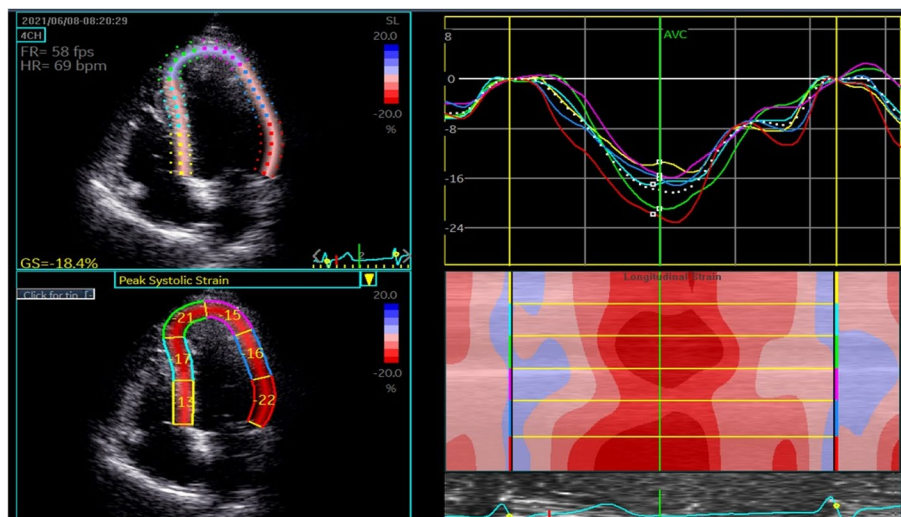 2021/06/08-08:20:29
4CH
FR= 58 fps
HR= 69 bpm
SL
20.0
-20.0
%
GS=-18.4%
8
0
-8
-16
-24
AVC
Peak Systolic Strain
Click for tip [-]
20.0
-20.0
%
-21
-15
-17
-16
-13
-22
Longitudinal Strain